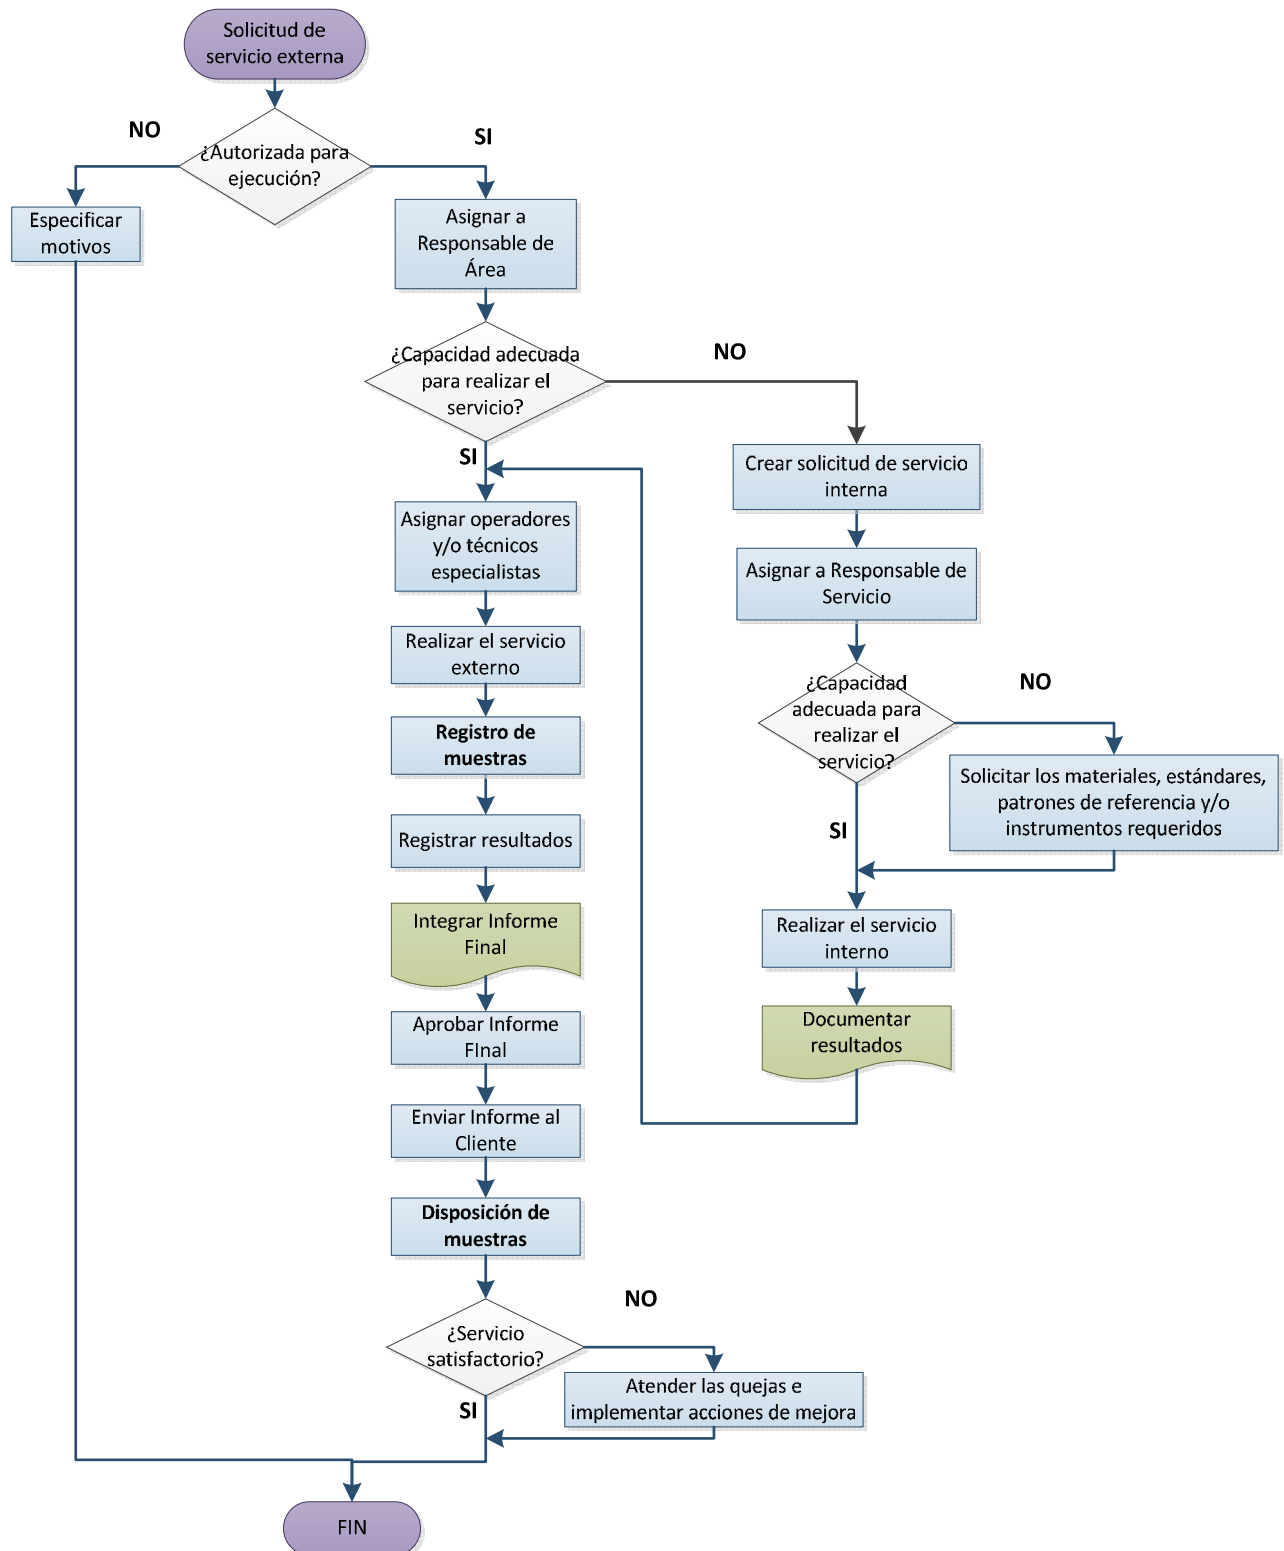 Solicitud de
servicio externa
NO
SI
¿Autorizada para
ejecución?
Especificar
motivos
Asignar a
Responsable de
Área
¿Capacidad adecuada
para realizar el
servicio?
NO
SI
Crear solicitud de servicio
interna
Asignar operadores
y/o técnicos
especialistas
Asignar a Responsable de
Servicio
Realizar el servicio
externo
¿Capacidad
adecuada para
realizar el
servicio?
NO
Registro de
muestras
Solicitar los materiales, estándares,
patrones de referencia y/o
instrumentos requeridos
SI
Registrar resultados
Integrar Informe
Final
Realizar el servicio
interno
Aprobar Informe
FInal
Documentar
resultados
Enviar Informe al
Cliente
Disposición de
muestras
NO
¿Servicio
satisfactorio?
SI
Atender las quejas e
implementar acciones de mejora
FIN